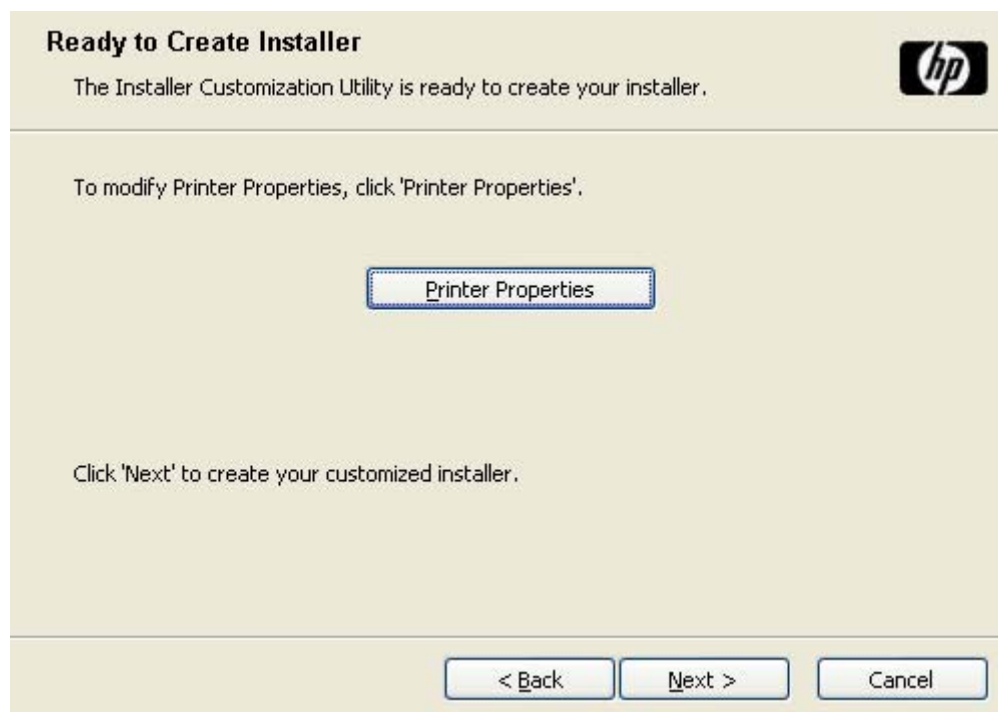 Ready to Create Installer
The Installer Customization Utility is ready to create your installer.
hp
To modify Printer Properties, click 'Printer Properties'.
Printer Properties
Click 'Next' to create your customized installer.
< Back
Next >
Cancel